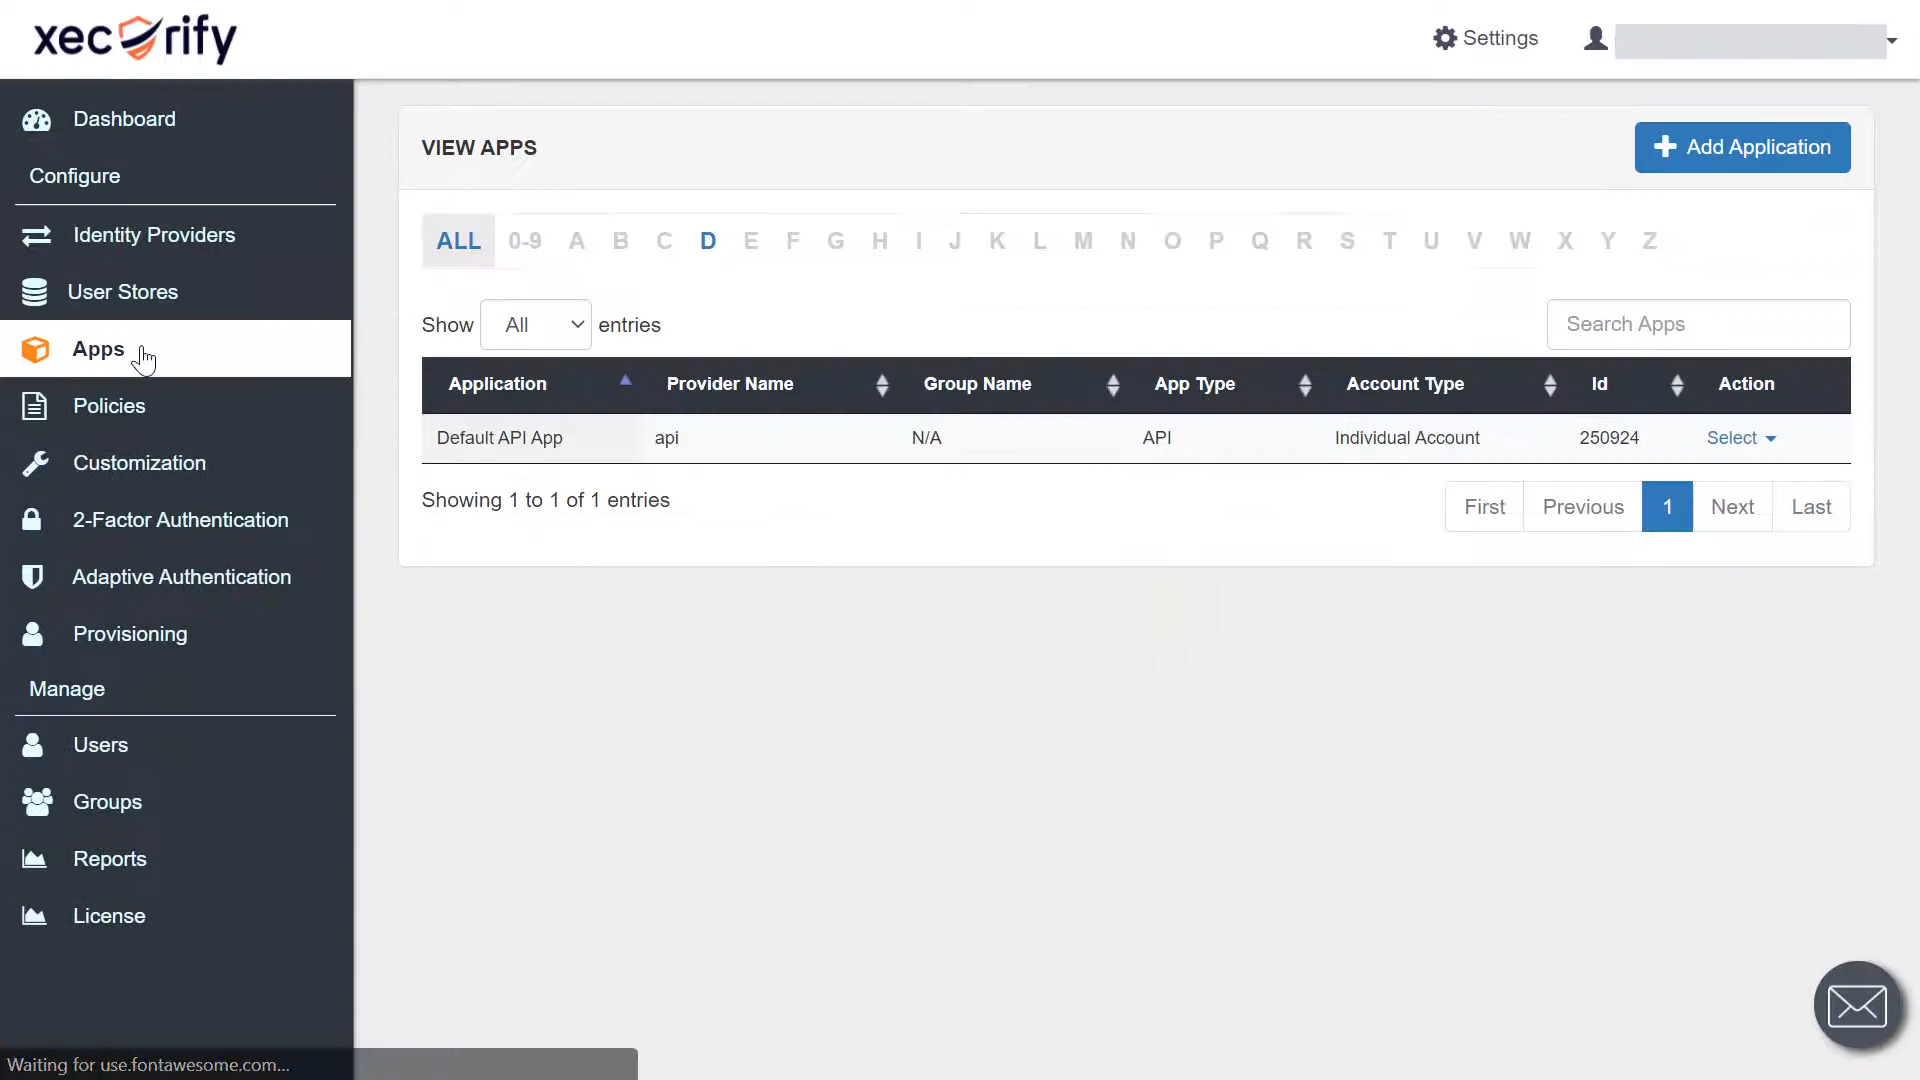 xecurify
Settings
Dashboard
Configure
Identity Providers
User Stores
Apps
Policies
Customization
2-Factor Authentication
Adaptive Authentication
Provisioning
Manage
Users
Groups
Reports
License
VIEW APPS
Add Application
ALL 0-9 A B C D E F G H I J K L M N O P Q R S T U V W X Y Z
Show All entries
Search Apps
Application Provider Name Group Name App Type Account Type Id Action
Default API App api N/A API Individual Account 250924 Select
Showing 1 to 1 of 1 entries
First Previous 1 Next Last
Waiting for use.fontawesome.com...